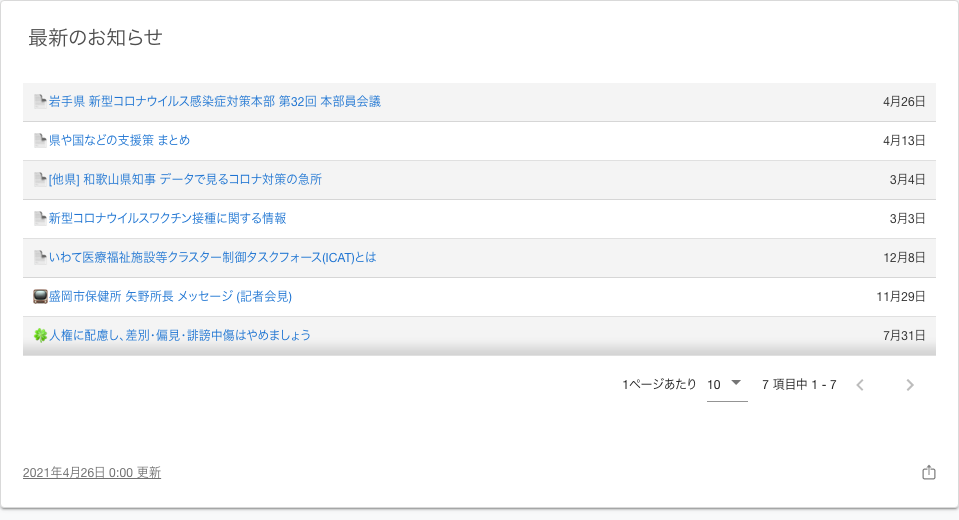 最新のお知らせ
岩手県 新型コロナウイルス感染症対策本部 第32回 本部員会議 4月26日
県や国などの支援策 まとめ 4月13日
[他県] 和歌山県知事 データで見るコロナ対策の急所 3月4日
新型コロナウイルスワクチン接種に関する情報 3月3日
いわて医療福祉施設等クラスター制御タスクフォース(ICAT)とは 12月8日
盛岡市保健所 矢野所長 メッセージ (記者会見) 11月29日
人権に配慮し、差別・偏見・誹謗中傷はやめましょう 7月31日
1ページあたり 10 7 項目中 1 - 7
2021年4月26日 0:00 更新